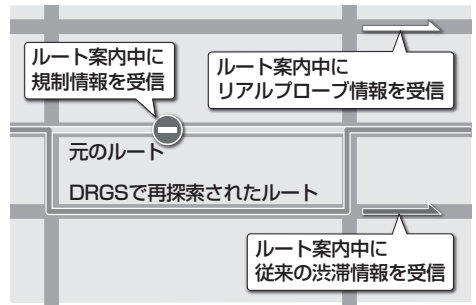 ルート案内中に
規制情報を受信
ルート案内中に
リアルプローブ情報を受信
元のルート
DRGSで再探索されたルート
ルート案内中に
従来の渋滞情報を受信